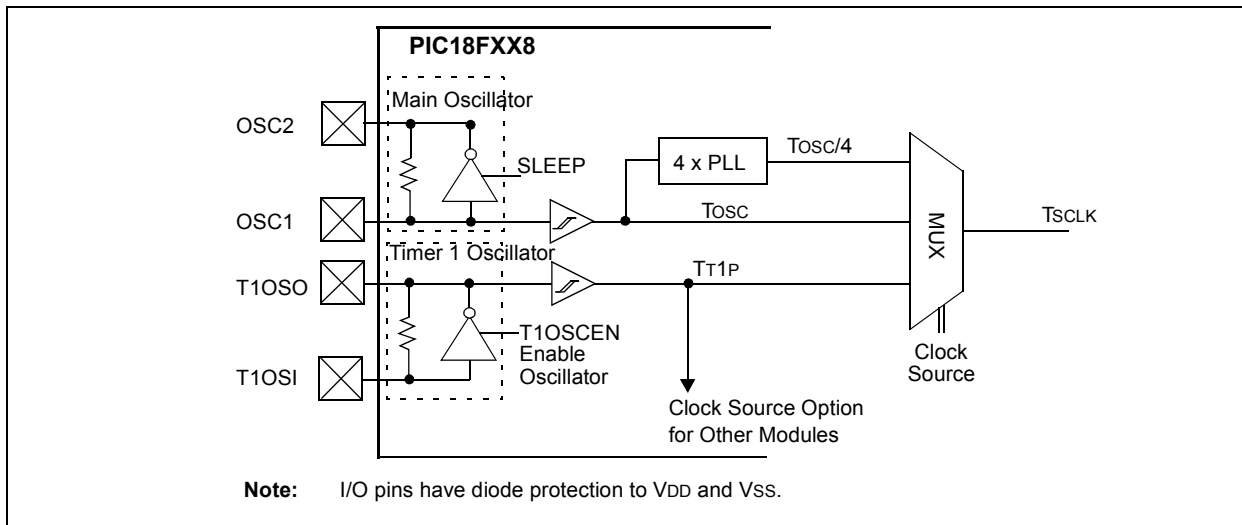 PIC18FXX8
Main Oscillator
OSC2
SLEEP
4 x PLL
TOSC/4
OSC1
TOSC
MUX
TSCLK
Timer 1 Oscillator
T1OSO
TT1P
T1OSCEN
Enable
Oscillator
T1OSI
Clock
Source
Clock Source Option
for Other Modules
Note: I/O pins have diode protection to VDD and VSS.